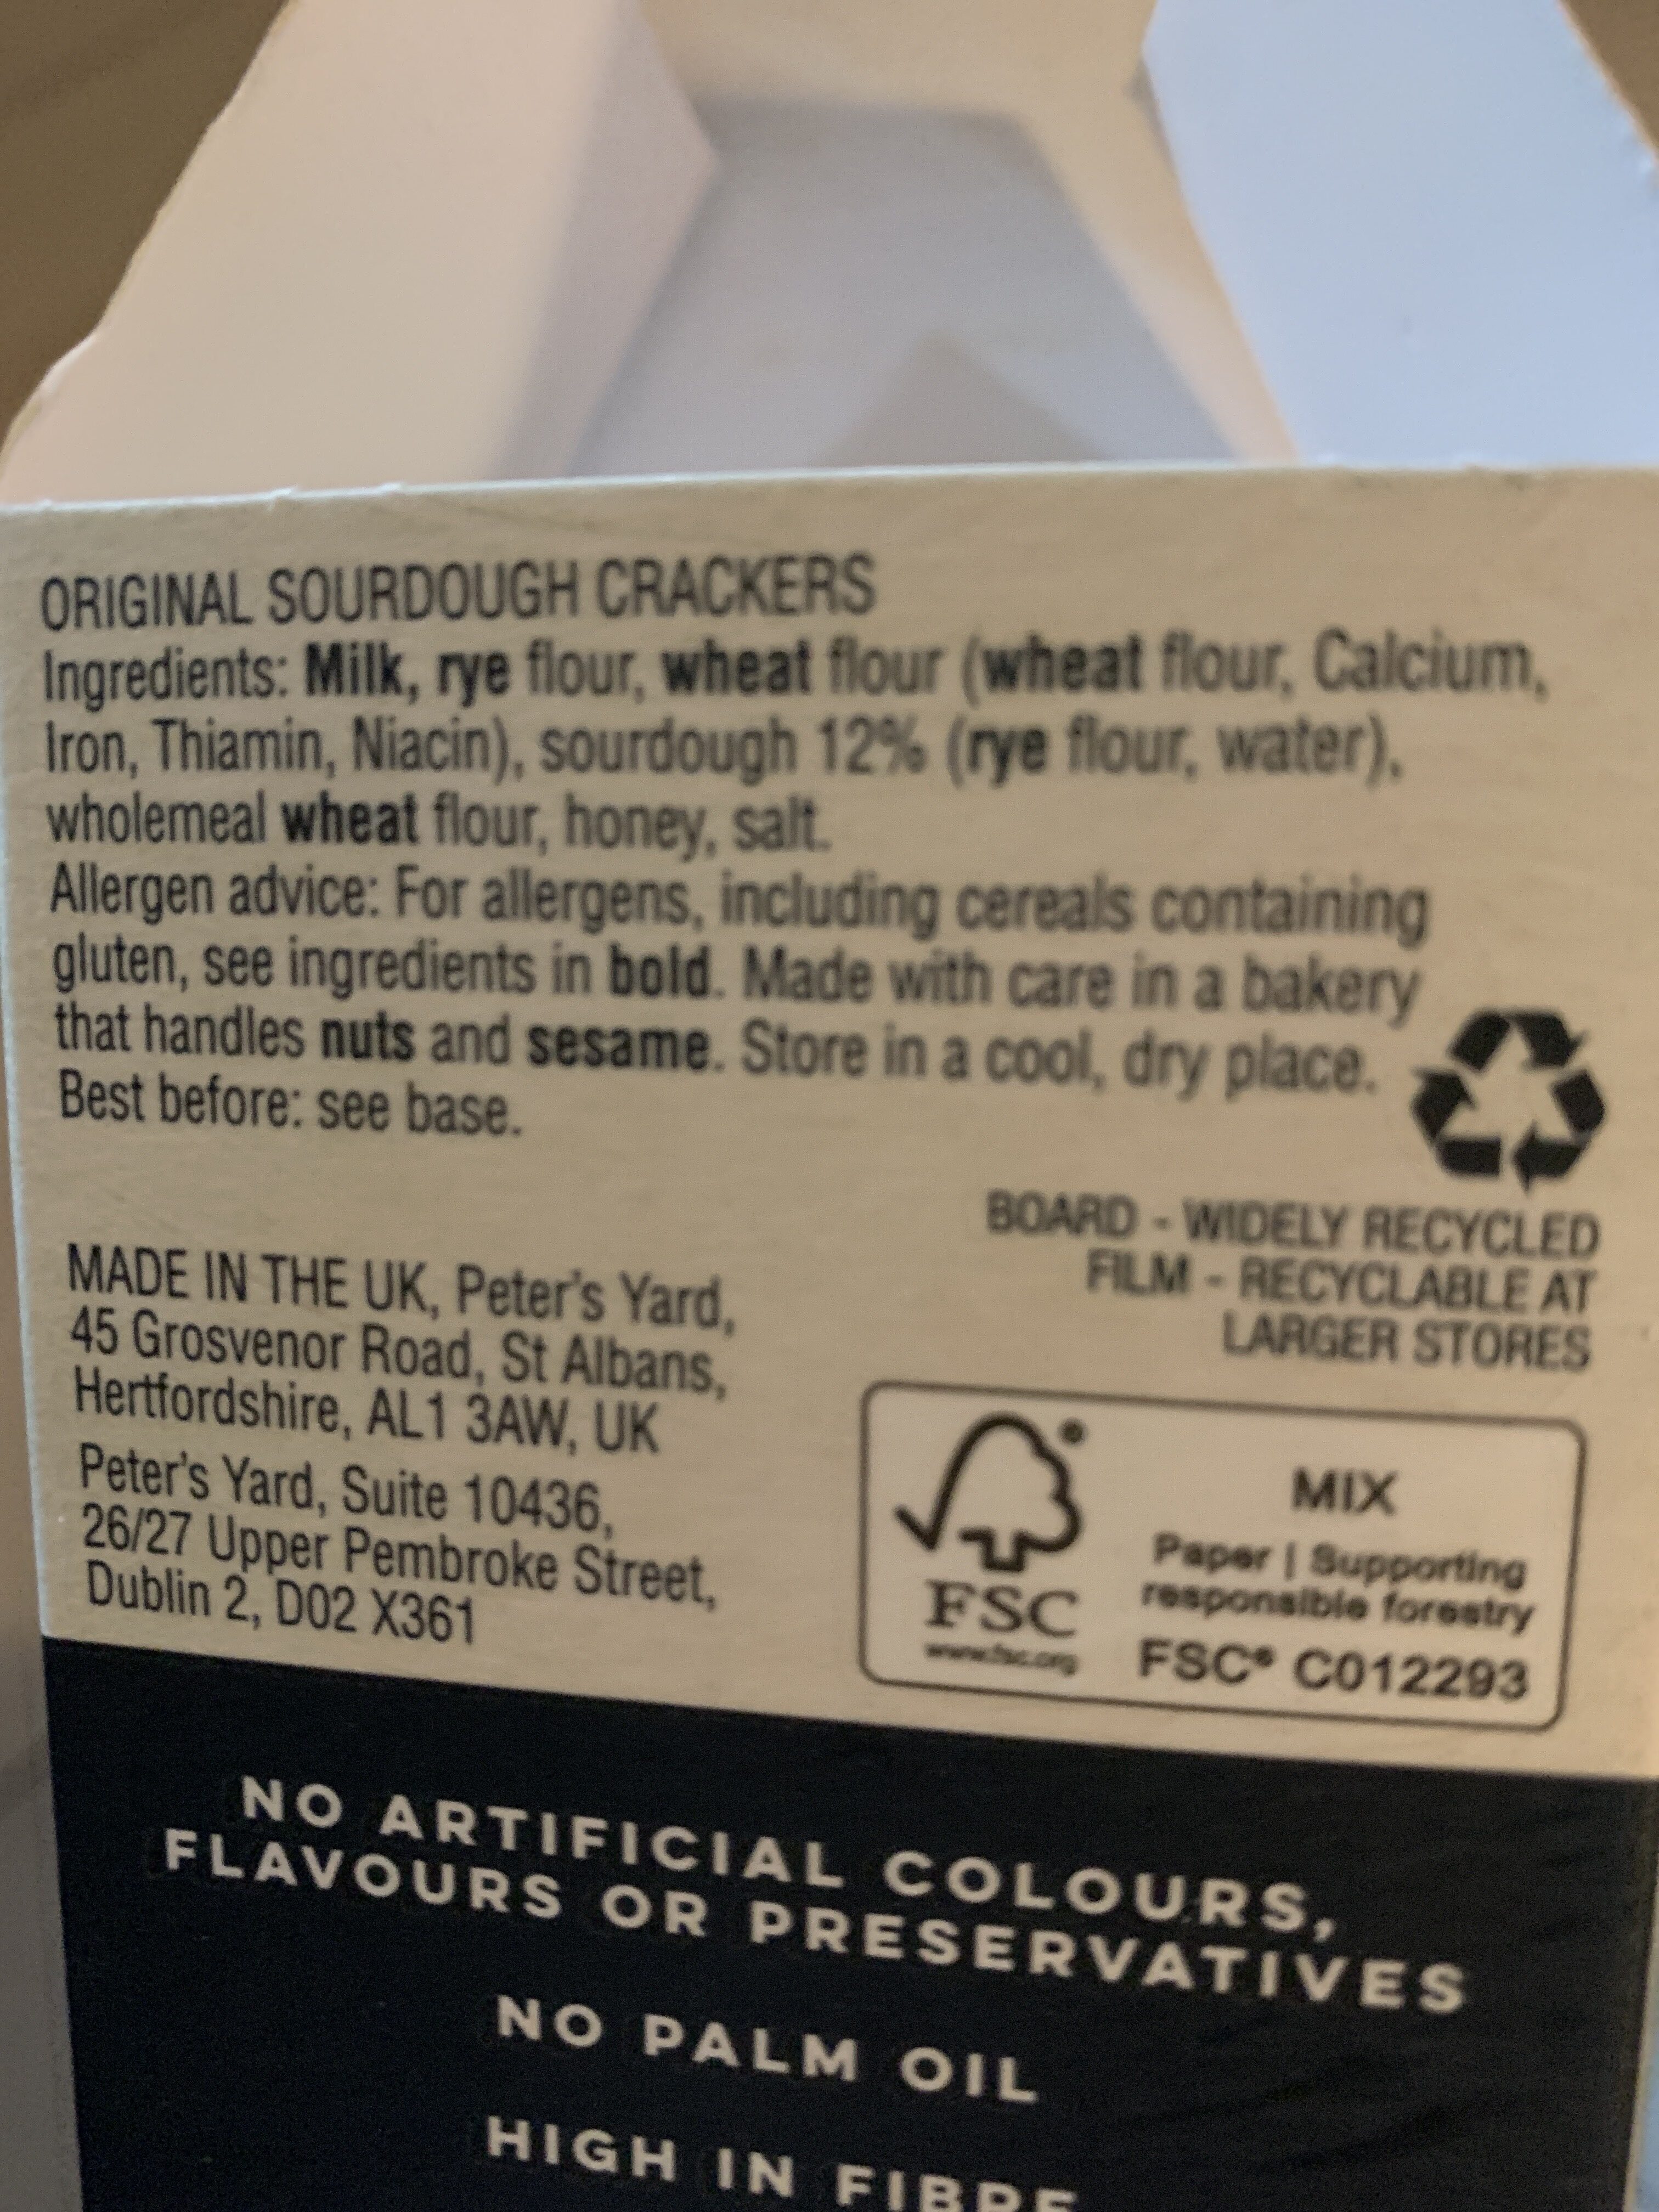 ORIGINAL SOURDOUGH CRACKERS
Ingredients: Milk, rye flour, wheat flour (wheat flour, Calcium,
Iron, Thiamin, Niacin), sourdough 12% (rye flour, water),
wholemeal wheat flour, honey, salt.
Allergen advice: For allergens, including cereals containing
gluten, see ingredients in bold. Made with care in a bakery
that handles nuts and sesame. Store in a cool, dry place.
Best before: see base.
BOARD - WIDELY RECYCLED
FILM - RECYCLABLE AT
LARGER STORES
MADE IN THE UK, Peter's Yard,
45 Grosvenor Road, St Albans,
Hertfordshire, AL1 3AW, UK
Peter's Yard, Suite 10436,
26/27 Upper Pembroke Street,
Dublin 2, D02 X361
FSC
www.fsc.org
MIX
Paper | Supporting
responsible forestry
FSC® C012293
NO ARTIFICIAL COLOURS,
FLAVOURS OR PRESERVATIVES
NO PALM OIL
HIGH IN FIBRE